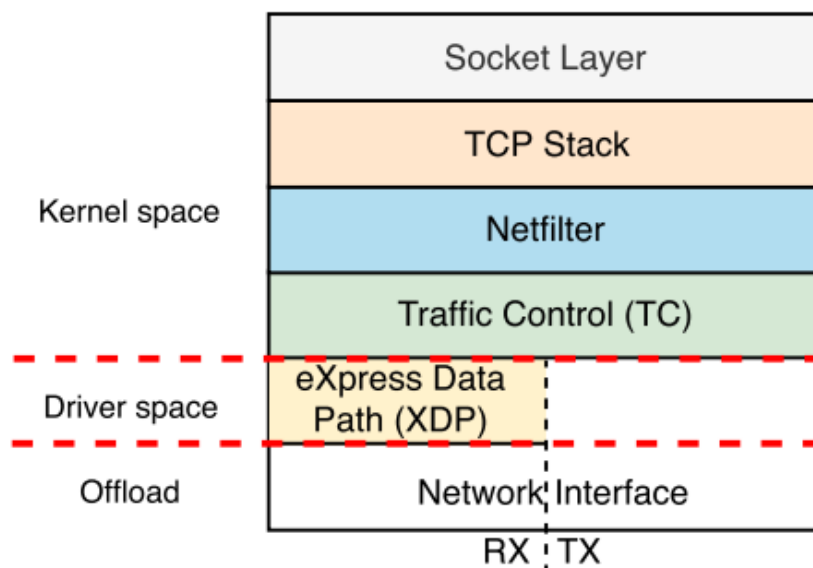 Socket Layer
TCP Stack
Kernel space
Netfilter
Traffic Control (TC)
eXpress Data
Path (XDP)
Driver space
Offload
Network Interface
RX TX